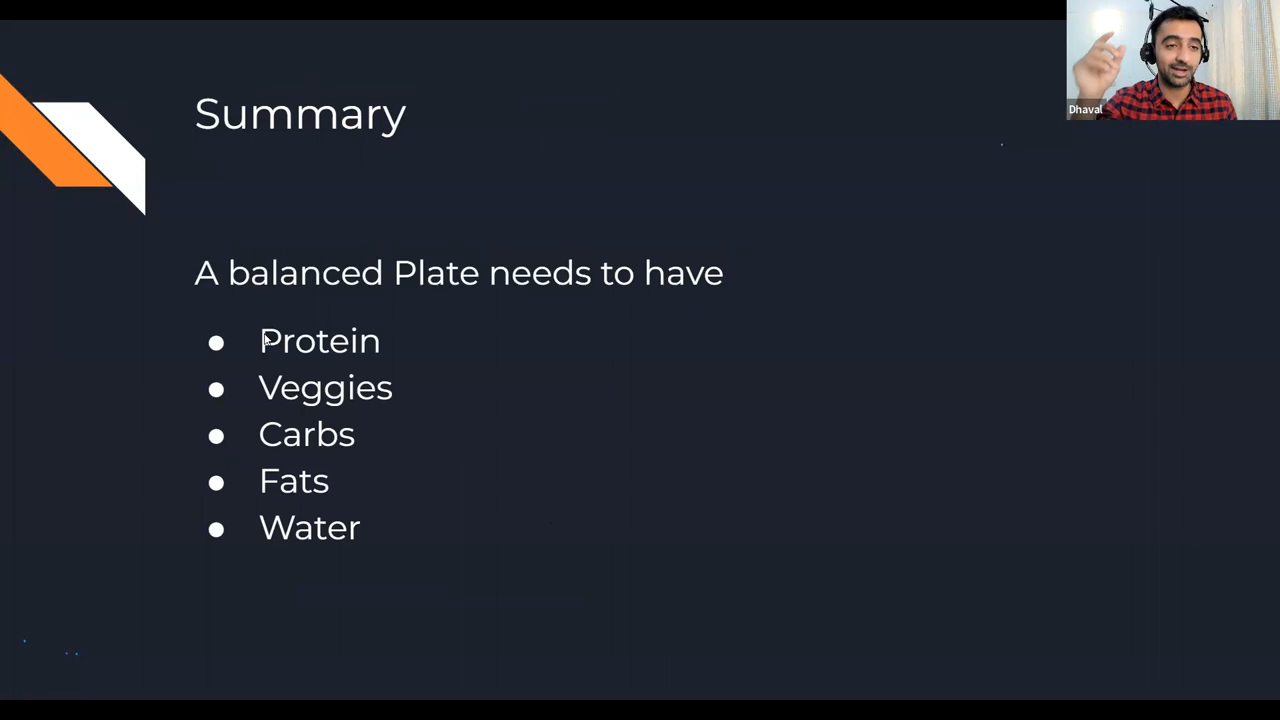 Dhaval
Summary
A balanced Plate needs to have
● Protein
● Veggies
● Carbs
● Fats
● Water